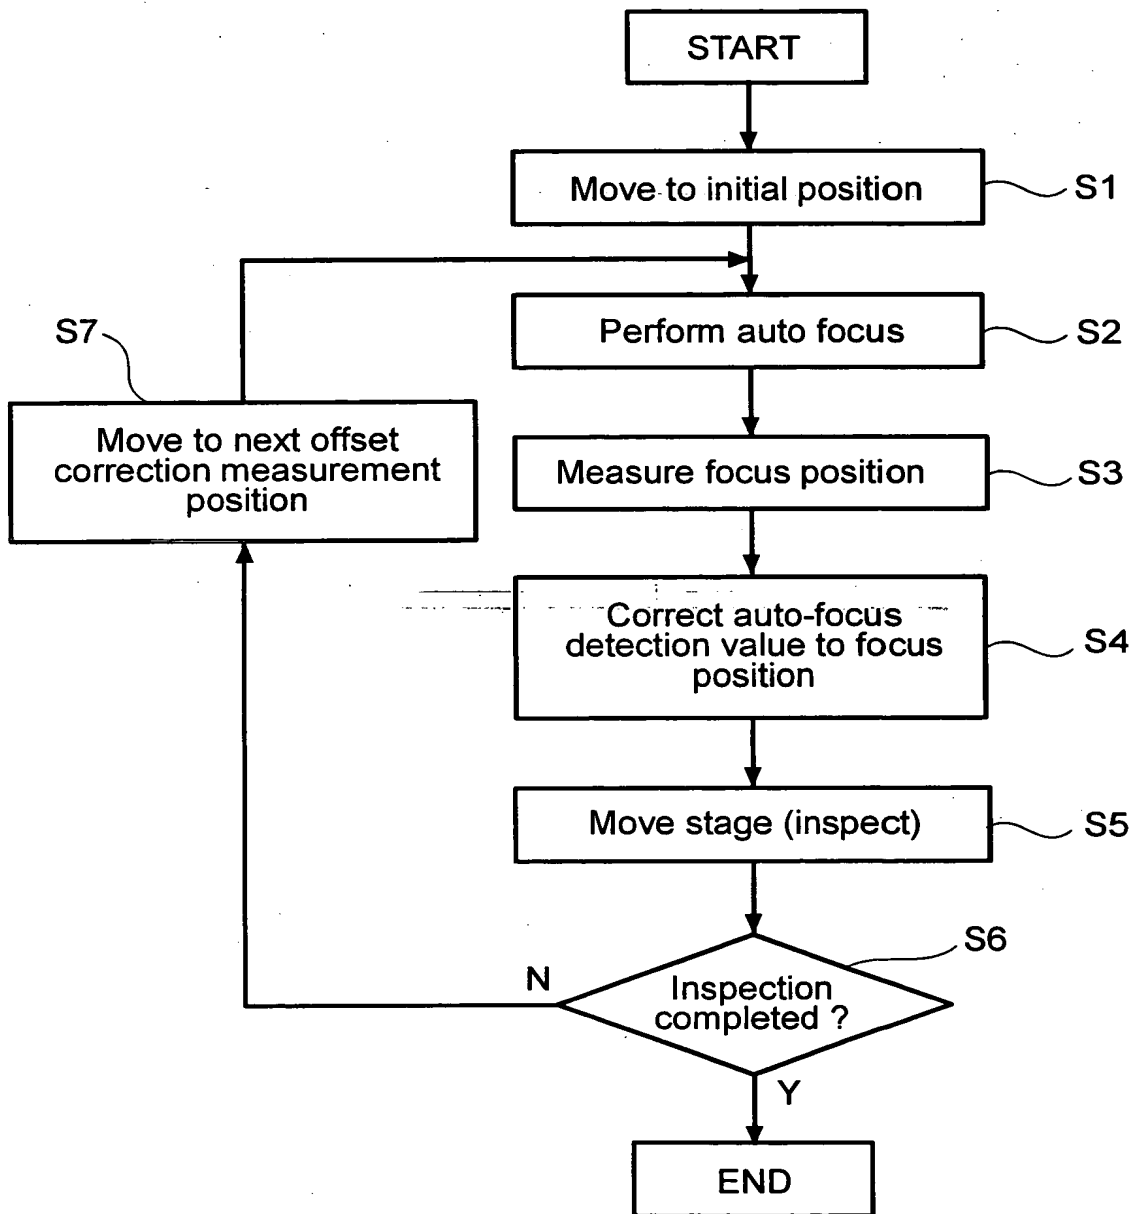 START
Move to initial position
S1
Perform auto focus
S2
S7
Move to next offset
correction measurement
position
Measure focus position
S3
Correct auto-focus
detection value to focus
position
S4
Move stage (inspect)
S5
S6
N
Inspection
completed ?
Y
END